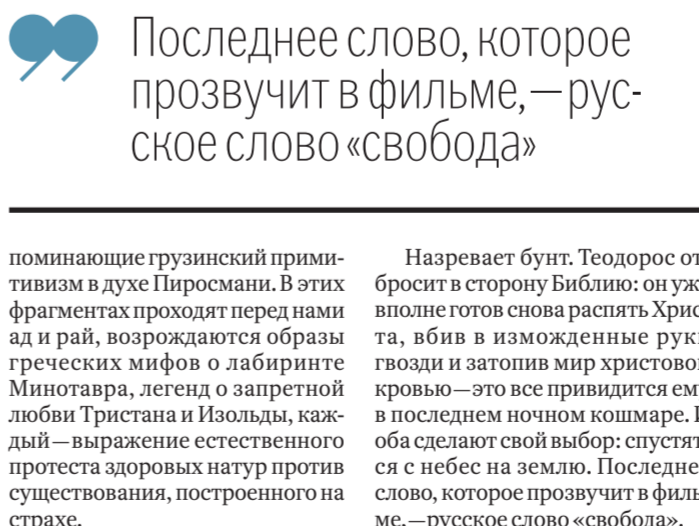 Последнее слово, которое
прозвучит в фильме,—рус-
ское слово «свобода»
поминающие грузинский прими-
тивизм в духе Пиросмани. В этих
фрагментах проходят перед нами
ад и рай, возрождаются образы
греческих мифов о лабиринте
Минотавра, легенд о запретной
любви Тристана и Изольды, каж-
дый—выражение естественного
протеста здоровых натур против
существования, построенного на
страхе.
Назревает бунт. Теодорос от
бросит в сторону Библию: он уж
вполне готов снова распять Хрис
та, вбив в изможденные рук
гвозди и затопив мир христово
кровью—это все привидится ем
в последнем ночном кошмаре.
оба сделают свой выбор: спустят
ся с небес на землю. Последне
слово, которое прозвучит в филь
ме,—русское слово «свобода».